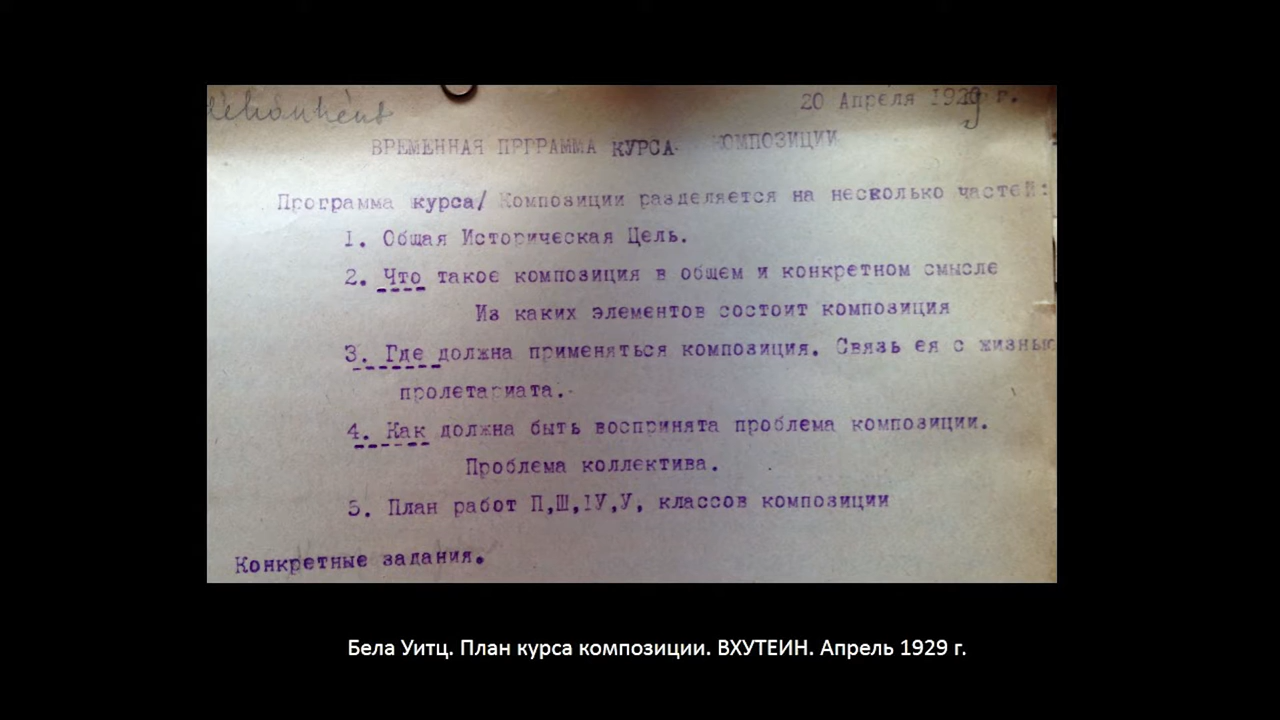 20 Апреля 1929 г.
ВРЕМЕННАЯ ПРГРАММА КУРСА- КОМПОЗИЦИИ
Программа курса/ Композиции разделяется на несколько частей:
1. Общая Историческая Цель.
2. Что такое композиция в общем и конкретном смысле
Из каких элементов состоит композиция
3. Где должна применяться композиция. Связь ея с жизнью
пролетариата.-
4. Как должна быть воспринята проблема композиции.
Проблема коллектива.
5. План работ П,Ш,IУ,У, классов композиции
Конкретные задания.
Бела Уитц. План курса композиции. ВХУТЕИН. Апрель 1929 г.